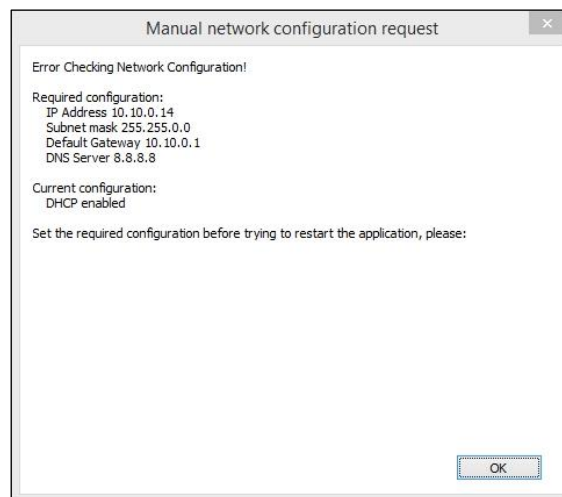 Manual network configuration request
Error Checking Network Configuration!
Required configuration:
IP Address 10.10.0.14
Subnet mask 255.255.0.0
Default Gateway 10.10.0.1
DNS Server 8.8.8.8
Current configuration:
DHCP enabled
Set the required configuration before trying to restart the application, please:
OK